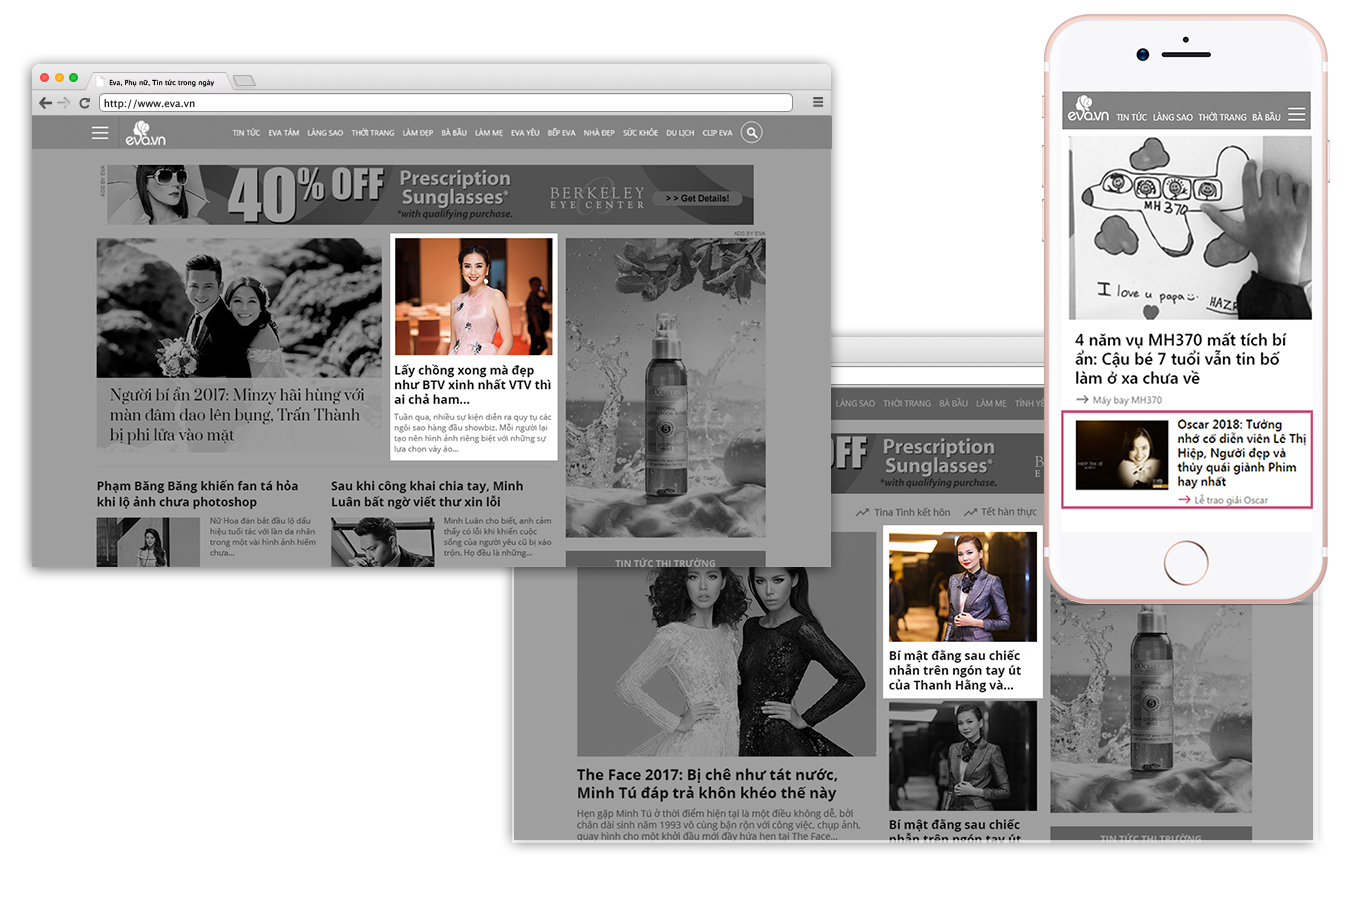 Eva, Phụ nữ, Tin tức trong ngày
http://www.eva.vn
eva.vn
TIN TỨC EVA TÁM LÀNG SAO THỜI TRANG LÀM ĐẸP BÀ BẦU LÀM MẸ EVA YÊU BẾP EVA NHÀ ĐẸP SỨC KHỎE DU LỊCH CLIP EVA
ADS BY EVA
40% OFF
Prescription
Sunglasses*
*with qualifying purchase.
BERKELEY
EYE CENTER
> > Get Details!
ADS BY EVA
Người bí ẩn 2017: Minzy hãi hùng với
màn đâm dao lên bụng, Trấn Thành
bị phi lửa vào mặt
Lấy chồng xong mà đẹp
như BTV xinh nhất VTV thì
ai chả ham...
Tuần qua, nhiều sự kiện diễn ra quy tụ các
ngôi sao hàng đầu showbiz. Mỗi người lại
tạo nên hình ảnh riêng biệt với những sự
lựa chọn váy áo...
Phạm Băng Băng khiến fan tá hỏa
khi lộ ảnh chưa photoshop
Nữ Hoa đán bắt đầu lộ dấu
hiệu tuổi tác với làn da nhăn
trong một vài hình ảnh hiếm
chưa...
Sau khi công khai chia tay, Minh
Luân bất ngờ viết thư xin lỗi
Minh Luân cho biết, anh cảm
thấy có lỗi khi khiến cuộc
sống của người yêu cũ bị xáo
trộn. Họ đều là những...
5
TIN TỨC THỊ TRƯỜNG
LÀNG SAO THỜI TRANG BÀ BẦU LÀM MẸ TÌNH YÊ
OFF
Prescription
Sunglasses*
*with qualifying purchase.
Tina Tình kết hôn Tết hàn thực
Bí mật đằng sau chiếc
nhẫn trên ngón tay út
của Thanh Hằng và...
Bí mật đằng sau chiếc
nhẫn trên ngón tay út
The Face 2017: Bị chê như tát nước,
Minh Tú đáp trả khôn khéo thế này
Hẹn gặp Minh Tú ở thời điểm hiện tại là một điều không dễ, bởi
chân dài sinh năm 1993 vô cùng bận rộn với công việc, chụp ảnh,
quay hình cho một khởi đầu mới đầy hứa hẹn tại The Face...
5
TIN TỨC THỊ TRƯỜNG
eva.vn
TIN TỨC LÀNG SAO THỜI TRANG BÀ BẦU
MH370
I love u papa
HAZR
4 năm vụ MH370 mất tích bí
ẩn: Cậu bé 7 tuổi vẫn tin bố
làm ở xa chưa về
Máy bay MH370
Oscar 2018: Tưởng
nhớ cố diễn viên Lê Thị
Hiệp, Người đẹp và
thủy quái giành Phim
hay nhất
Lễ trao giải Oscar